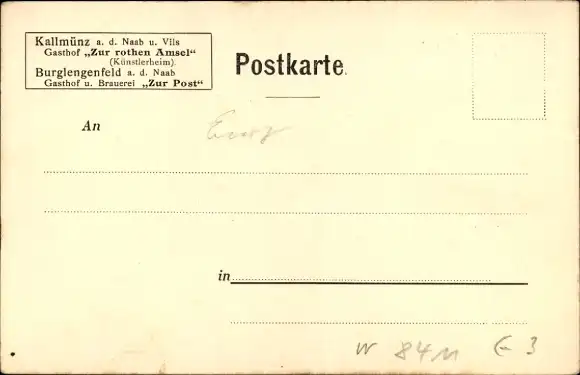 Kallmünz a. d. Naab u. Vils
Gasthof „Zur rothen Amsel“
(Künstlerheim).
Burglengenfeld a. d. Naab
Gasthof u. Brauerei „Zur Post“
Postkarte.
An
in
W 84 M E 3